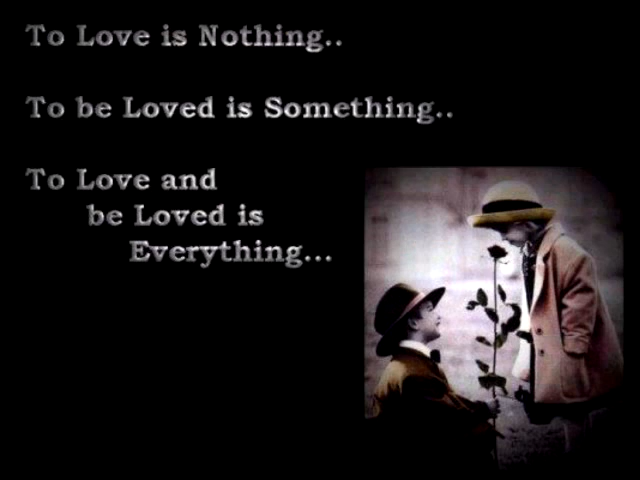 To Love is Nothing..
To be Loved is Something..
To Love and
be Loved is
Everything...